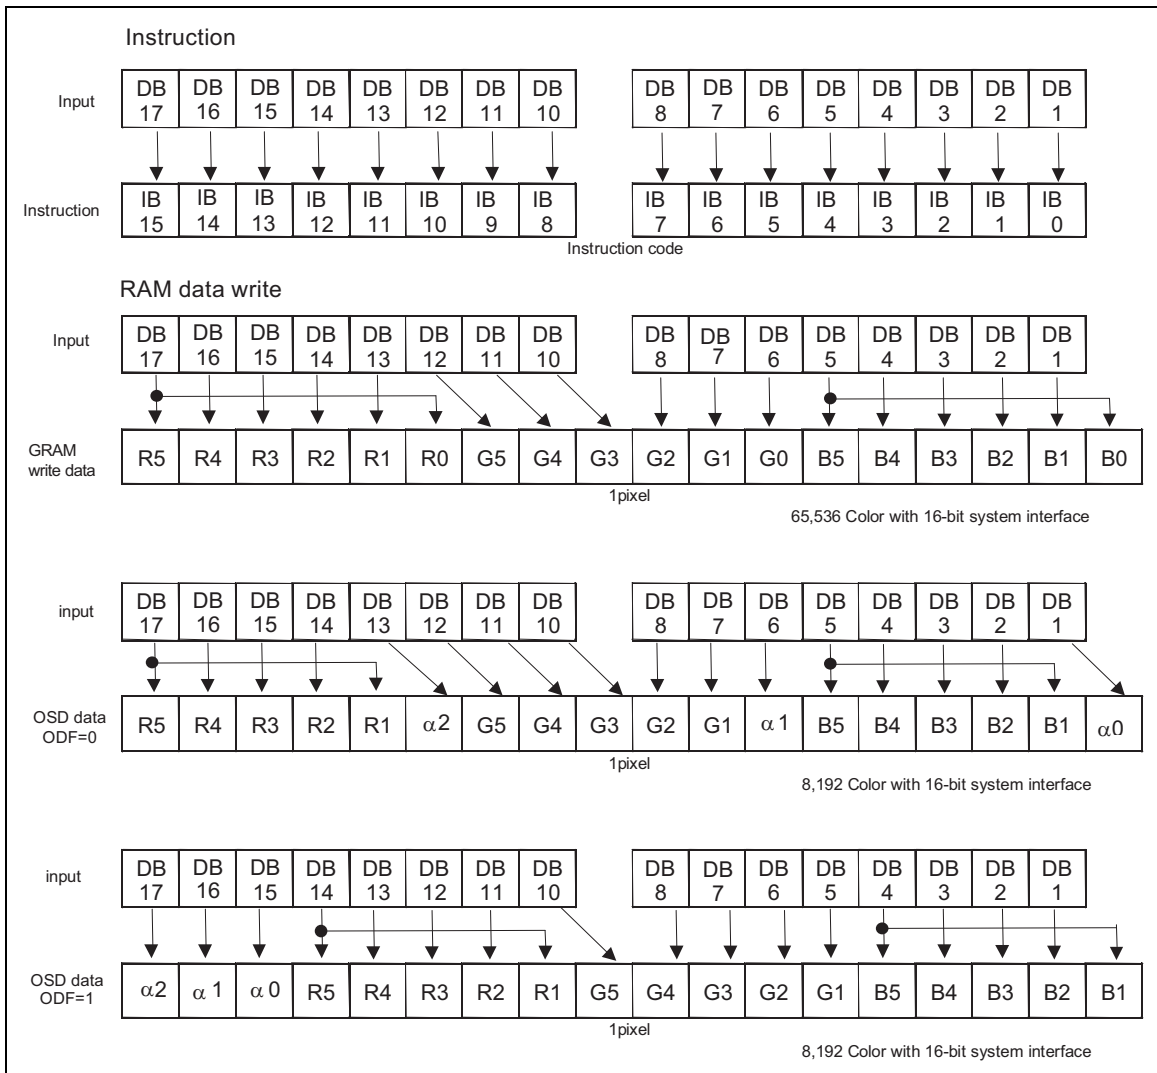 Instruction
Input DB 17 DB 16 DB 15 DB 14 DB 13 DB 12 DB 11 DB 10 DB 8 DB 7 DB 6 DB 5 DB 4 DB 3 DB 2 DB 1
Instruction IB 15 IB 14 IB 13 IB 12 IB 11 IB 10 IB 9 IB 8 IB 7 IB 6 IB 5 IB 4 IB 3 IB 2 IB 1 IB 0
Instruction code
RAM data write
Input DB 17 DB 16 DB 15 DB 14 DB 13 DB 12 DB 11 DB 10 DB 8 DB 7 DB 6 DB 5 DB 4 DB 3 DB 2 DB 1
GRAM write data R5 R4 R3 R2 R1 R0 G5 G4 G3 G2 G1 G0 B5 B4 B3 B2 B1 B0
1pixel
65,536 Color with 16-bit system interface
input DB 17 DB 16 DB 15 DB 14 DB 13 DB 12 DB 11 DB 10 DB 8 DB 7 DB 6 DB 5 DB 4 DB 3 DB 2 DB 1
OSD data ODF=0 R5 R4 R3 R2 R1 α2 G5 G4 G3 G2 G1 α1 B5 B4 B3 B2 B1 α0
1pixel
8,192 Color with 16-bit system interface
input DB 17 DB 16 DB 15 DB 14 DB 13 DB 12 DB 11 DB 10 DB 8 DB 7 DB 6 DB 5 DB 4 DB 3 DB 2 DB 1
OSD data ODF=1 α2 α1 α0 R5 R4 R3 R2 R1 G5 G4 G3 G2 G1 B5 B4 B3 B2 B1
1pixel
8,192 Color with 16-bit system interface